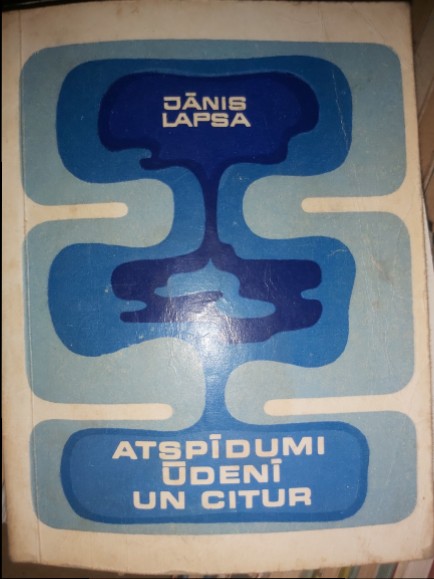 JĀNIS
LAPSA
ATSPĪDUMI
ŪDENĪ
UN CITUR